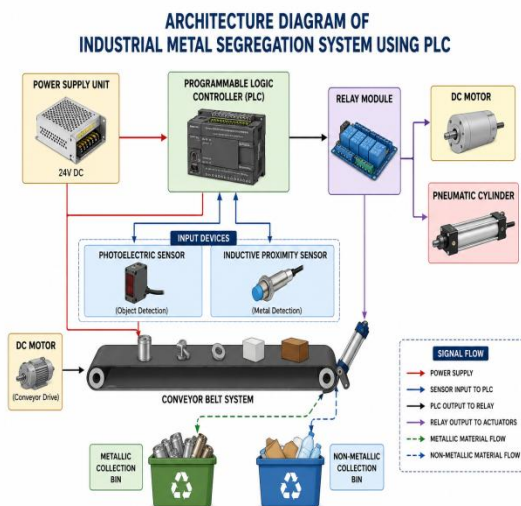 ARCHITECTURE DIAGRAM OF
INDUSTRIAL METAL SEGREGATION SYSTEM USING PLC
POWER SUPPLY UNIT
24V DC
PROGRAMMABLE LOGIC
CONTROLLER (PLC)
RELAY MODULE
DC MOTOR
PNEUMATIC CYLINDER
INPUT DEVICES
PHOTOELECTRIC SENSOR
(Object Detection)
INDUCTIVE PROXIMITY SENSOR
(Metal Detection)
DC MOTOR
(Conveyor Drive)
CONVEYOR BELT SYSTEM
METALLIC
COLLECTION
BIN
NON-METALLIC
COLLECTION
BIN
SIGNAL FLOW
POWER SUPPLY
SENSOR INPUT TO PLC
PLC OUTPUT TO RELAY
RELAY OUTPUT TO ACTUATORS
METALLIC MATERIAL FLOW
NON-METALLIC MATERIAL FLOW